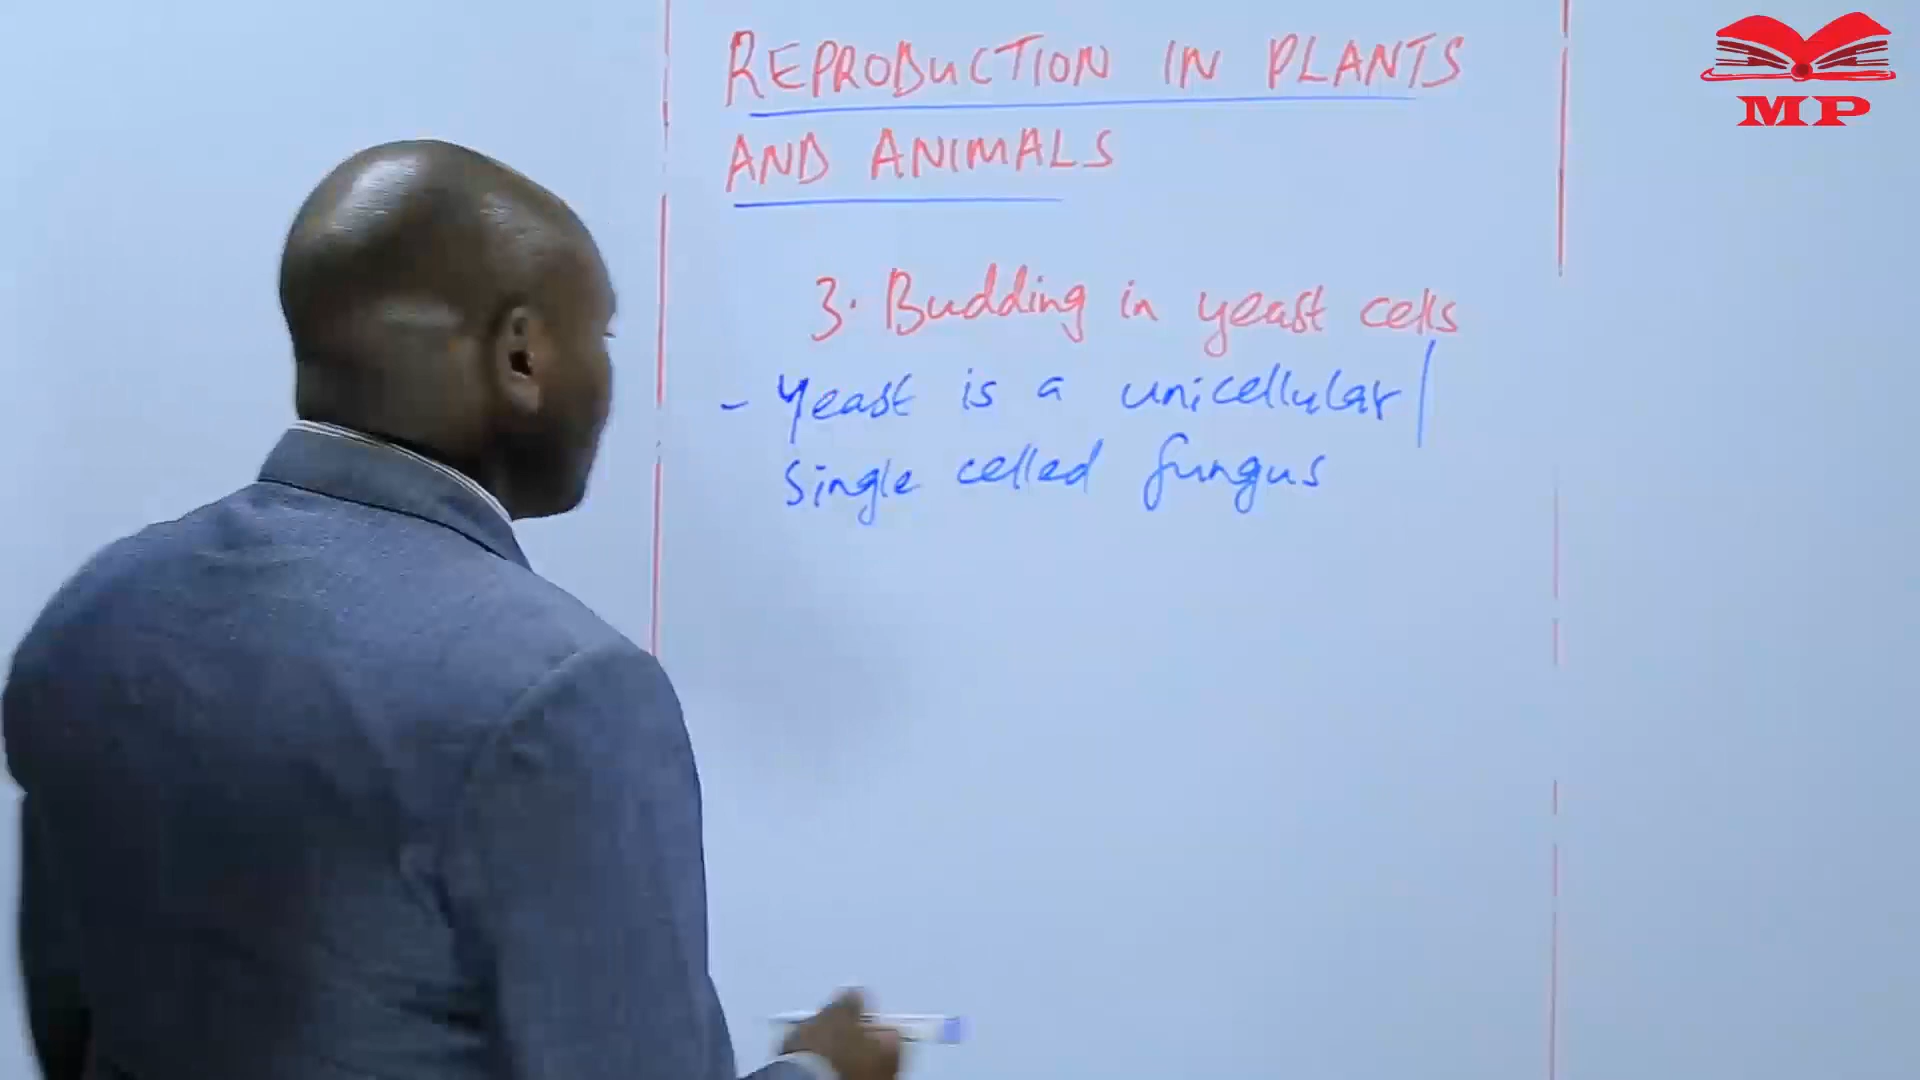 REPRODUCTION IN PLANTS
AND ANIMALS
3. Budding in yeast cells
- Yeast is a unicellular/
single celled fungus
MP